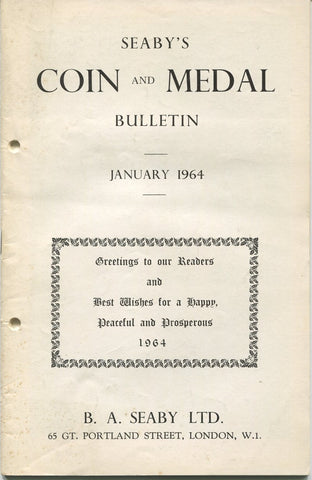 SEABY'S
COIN AND MEDAL
BULLETIN
JANUARY 1964
Greetings to our Readers
and
Best Wishes for a Happy,
Peaceful and Prosperous
1964
B. A. SEABY LTD.
65 GT. PORTLAND STREET, LONDON, W.1.